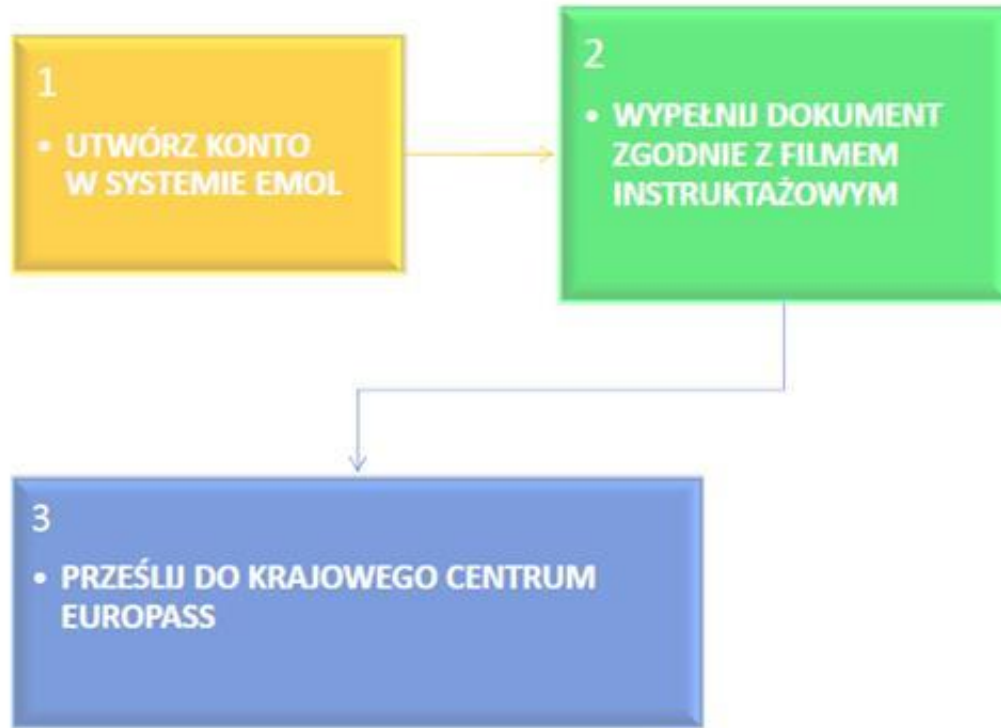 1
• UTWÓRZ KONTO
W SYSTEMIE EMOL
2
• WYPEŁNIJ DOKUMENT
ZGODNIE Z FILMEM
INSTRUKTAŻOWYM
3
• PRZEŚLIJ DO KRAJOWEGO CENTRUM
EUROPASS